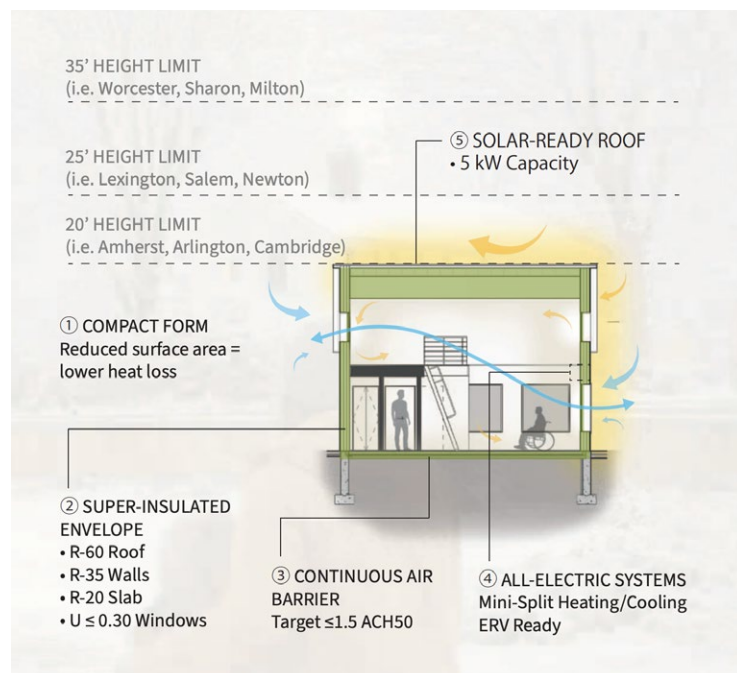 35’ HEIGHT LIMIT
(i.e. Worcester, Sharon, Milton)
⑤ SOLAR-READY ROOF
• 5 kW Capacity
25’ HEIGHT LIMIT
(i.e. Lexington, Salem, Newton)
20’ HEIGHT LIMIT
(i.e. Amherst, Arlington, Cambridge)
① COMPACT FORM
Reduced surface area =
lower heat loss
② SUPER-INSULATED
ENVELOPE
• R-60 Roof
• R-35 Walls
• R-20 Slab
• U ≤ 0.30 Windows
③ CONTINUOUS AIR
BARRIER
Target ≤1.5 ACH50
④ ALL-ELECTRIC SYSTEMS
Mini-Split Heating/Cooling
ERV Ready